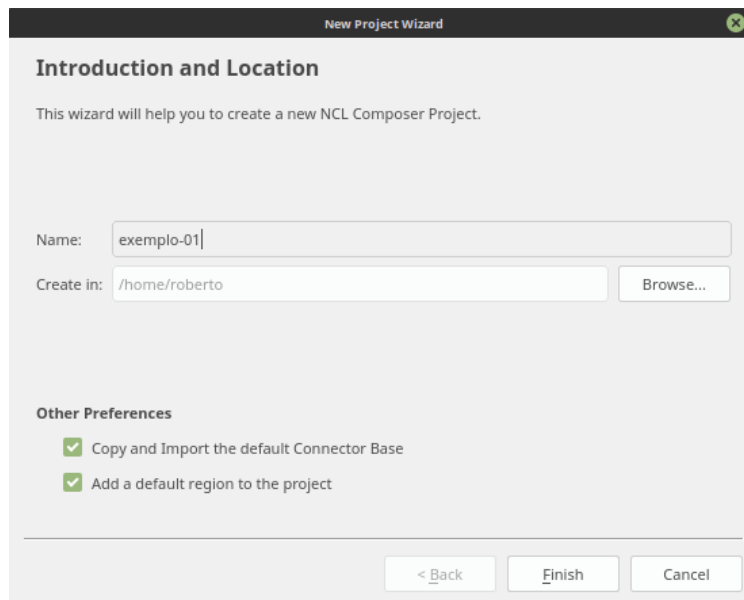 New Project Wizard
Introduction and Location
This wizard will help you to create a new NCL Composer Project.
Name: exemplo-01
Create in: /home/roberto Browse...
Other Preferences
Copy and Import the default Connector Base
Add a default region to the project
< Back Finish Cancel